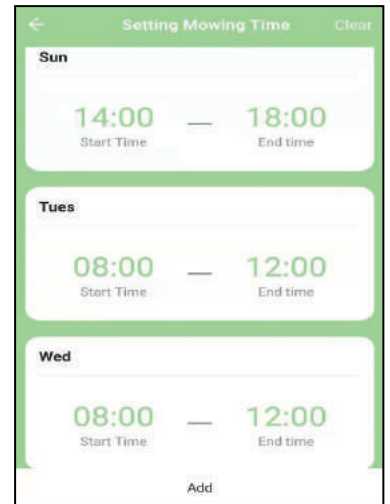 ← Setting Mowing Time Clear
Sun
14:00 — 18:00
Start Time End time
Tues
08:00 — 12:00
Start Time End time
Wed
08:00 — 12:00
Start Time End time
Add